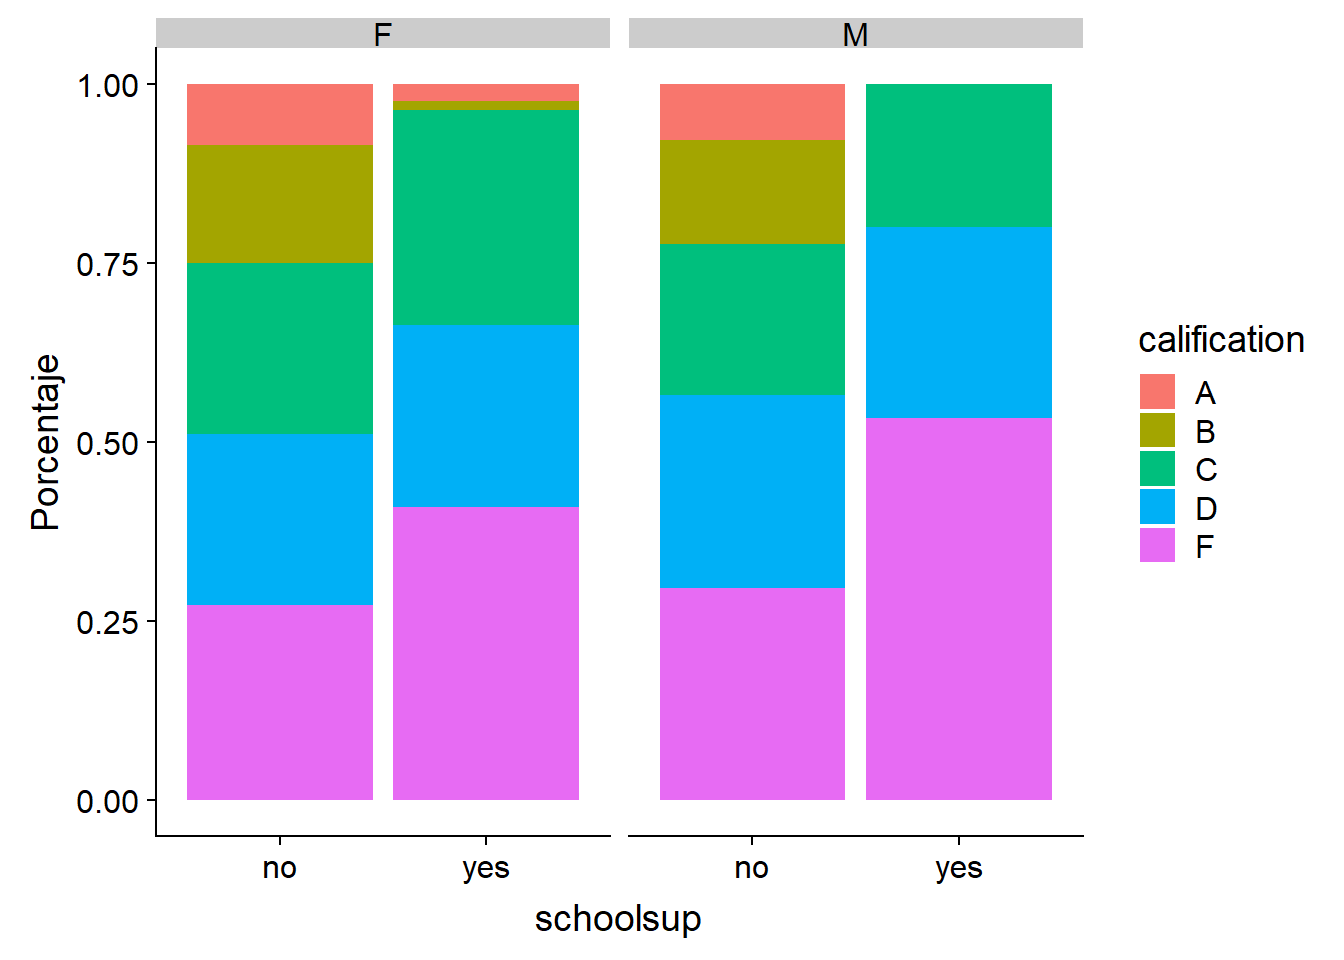 F
M
1.00
0.75
0.50
0.25
0.00
Porcentaje
no
yes
no
yes
schoolsup
calification
A
B
C
D
F